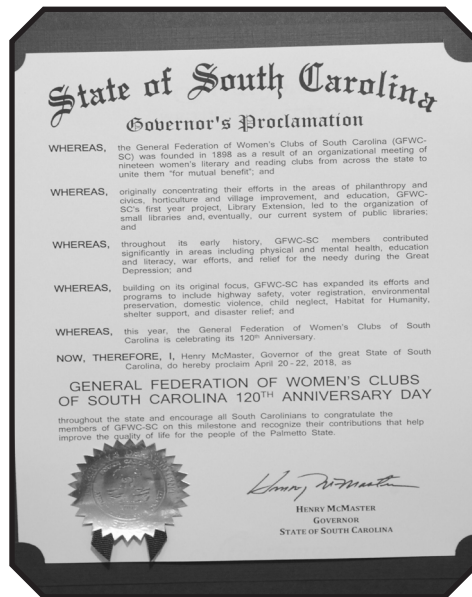 State of South Carolina
Governor's Proclamation
WHEREAS, the General Federation of Women's Clubs of South Carolina (GFWC-
SC) was founded in 1898 as a result of an organizational meeting of
nineteen women's literary and reading clubs from across the state to
unite them "for mutual benefit"; and
WHEREAS, originally concentrating their efforts in the areas of philanthropy and
civics, horticulture and village improvement, and education, GFWC-
SC's first year project, Library Extension, led to the organization of
small libraries and, eventually, our current system of public libraries;
and
WHEREAS, throughout its early history, GFWC-SC members contributed
significantly in areas including physical and mental health, education
and literacy, war efforts, and relief for the needy during the Great
Depression; and
WHEREAS, building on its original focus, GFWC-SC has expanded its efforts and
programs to include highway safety, voter registration, environmental
preservation, domestic violence, child neglect, Habitat for Humanity,
shelter support, and disaster relief; and
WHEREAS, this year, the General Federation of Women's Clubs of South
Carolina is celebrating its 120th Anniversary.
NOW, THEREFORE, I, Henry McMaster, Governor of the great State of South
Carolina, do hereby proclaim April 20 - 22, 2018, as
GENERAL FEDERATION OF WOMEN'S CLUBS
OF SOUTH CAROLINA 120TH ANNIVERSARY DAY
throughout the state and encourage all South Carolinians to congratulate the
members of GFWC-SC on this milestone and recognize their contributions that help
improve the quality of life for the people of the Palmetto State.
Henry McMaster
HENRY MCMASTER
GOVERNOR
STATE OF SOUTH CAROLINA